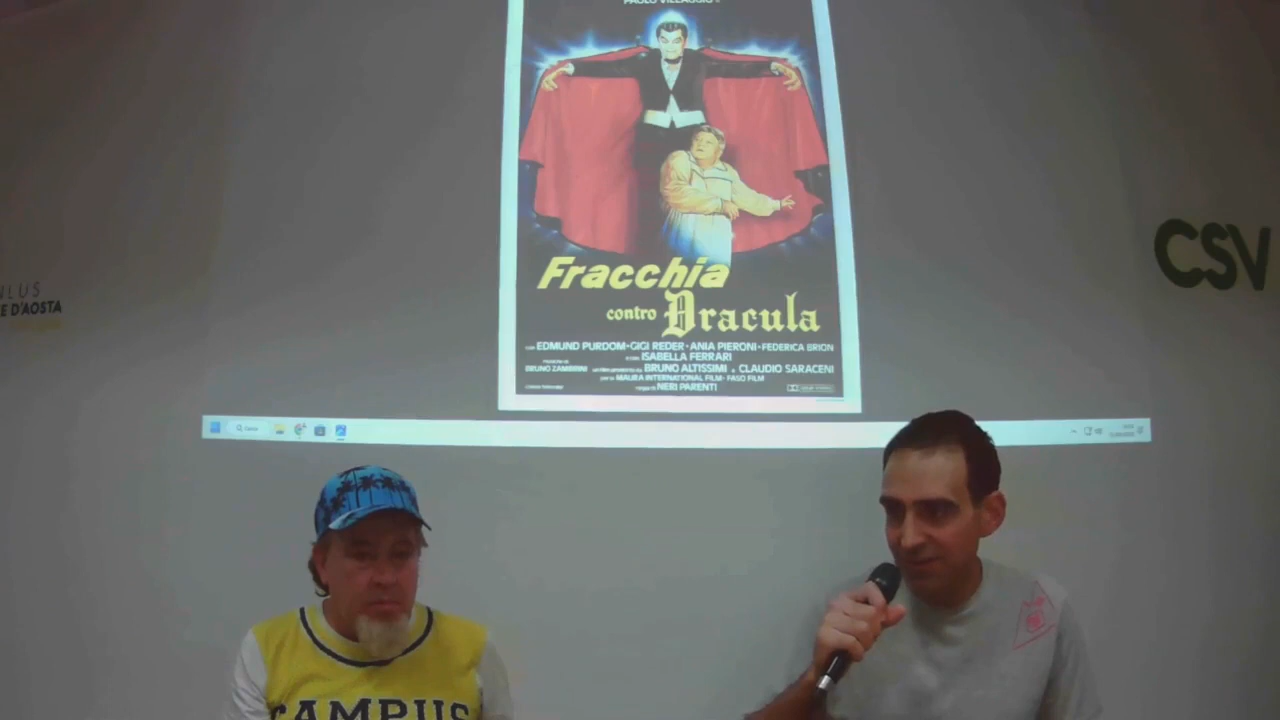 PAOLO VILLAGGIO
Fracchia
contro Dracula
EDMUND PURDOM · GIGI REDER · ANIA PIERONI · FEDERICA BRION
ISABELLA FERRARI
BRUNO ZAMBRINI
BRUNO ALTISSIMI
CLAUDIO SARACENI
MAURA INTERNATIONAL FILM · FASO FILM
NERI PARENTI
E D'AOSTA
CSV
Cerca
CAMPUS